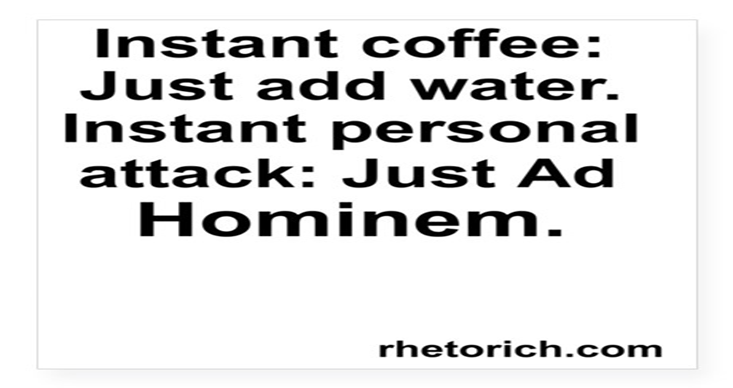 Instant coffee:
Just add water.
Instant personal
attack: Just Ad
Hominem.
rhetorich.com